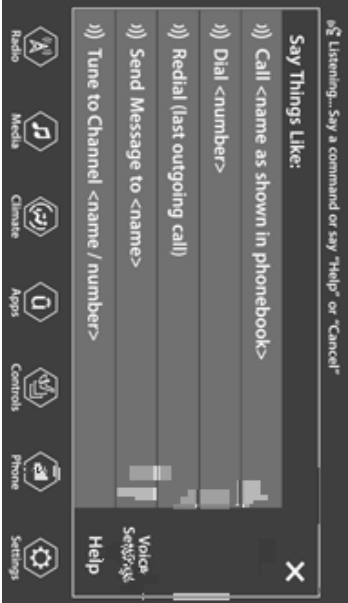 Listening... Say a command or say "Help" or "Cancel"
Say Things Like:
Call <name as shown in phonebook>
Dial <number>
Redial (last outgoing call)
Send Message to <name>
Tune to Channel <name / number>
Voice
Settings
Help
Radio
Media
Climate
Apps
Controls
Phone
Settings